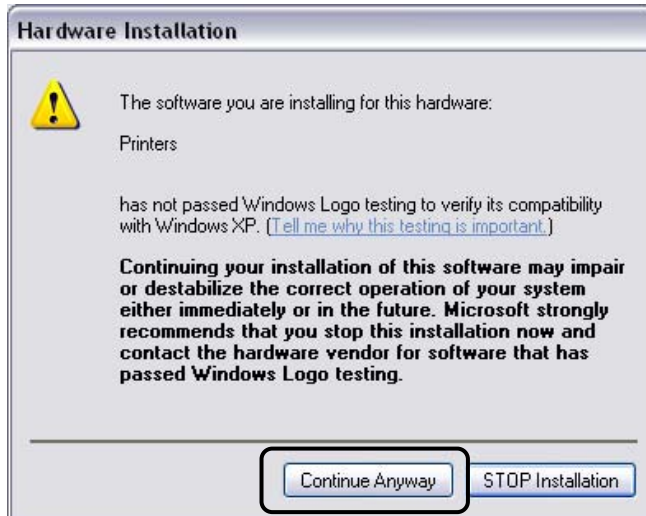 Hardware Installation
The software you are installing for this hardware:
Printers
has not passed Windows Logo testing to verify its compatibility
with Windows XP. (Tell me why this testing is important.)
Continuing your installation of this software may impair
or destabilize the correct operation of your system
either immediately or in the future. Microsoft strongly
recommends that you stop this installation now and
contact the hardware vendor for software that has
passed Windows Logo testing.
Continue Anyway STOP Installation